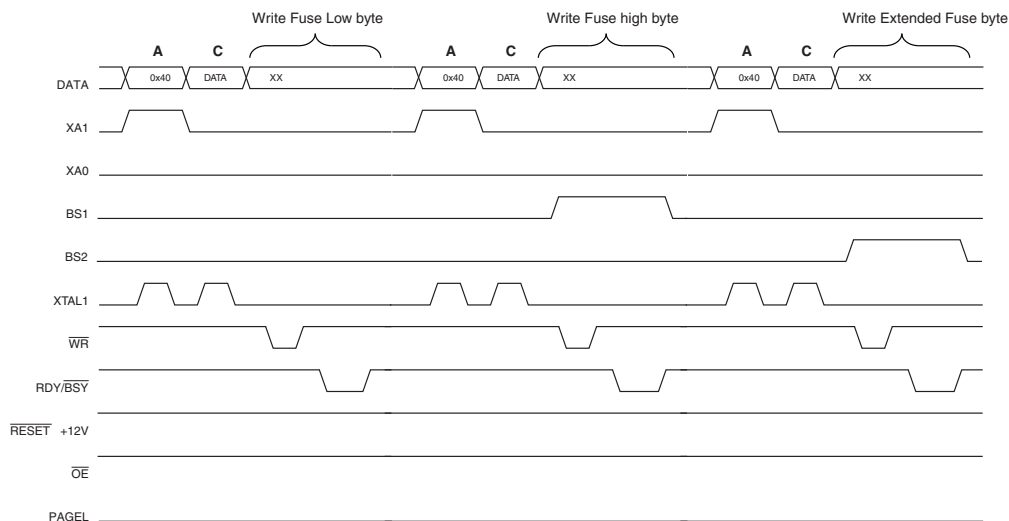 Write Fuse Low byte Write Fuse high byte Write Extended Fuse byte
A C A C A C
DATA 0x40 DATA XX 0x40 DATA XX 0x40 DATA XX
XA1
XA0
BS1
BS2
XTAL1
WR
RDY/BSY
RESET +12V
OE
PAGEL